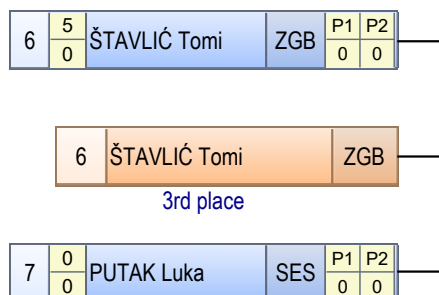 6 5 0 ŠTAVLIĆ Tomi ZGB P1 P2 0 0
6 ŠTAVLIĆ Tomi ZGB
3rd place
7 0 0 PUTAK Luka SES P1 P2 0 0